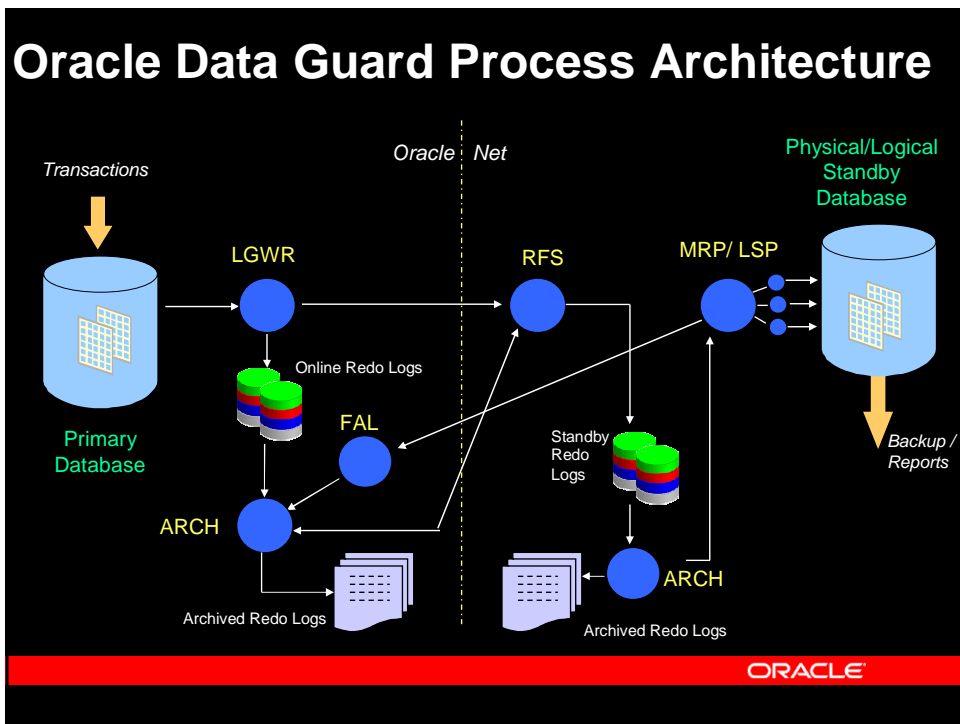 Oracle Data Guard Process Architecture
Transactions
Oracle Net
Physical/Logical
Standby
Database
LGWR
RFS
MRP/ LSP
Online Redo Logs
FAL
Primary
Database
Standby
Redo
Logs
Backup /
Reports
ARCH
ARCH
Archived Redo Logs
Archived Redo Logs
ORACLE